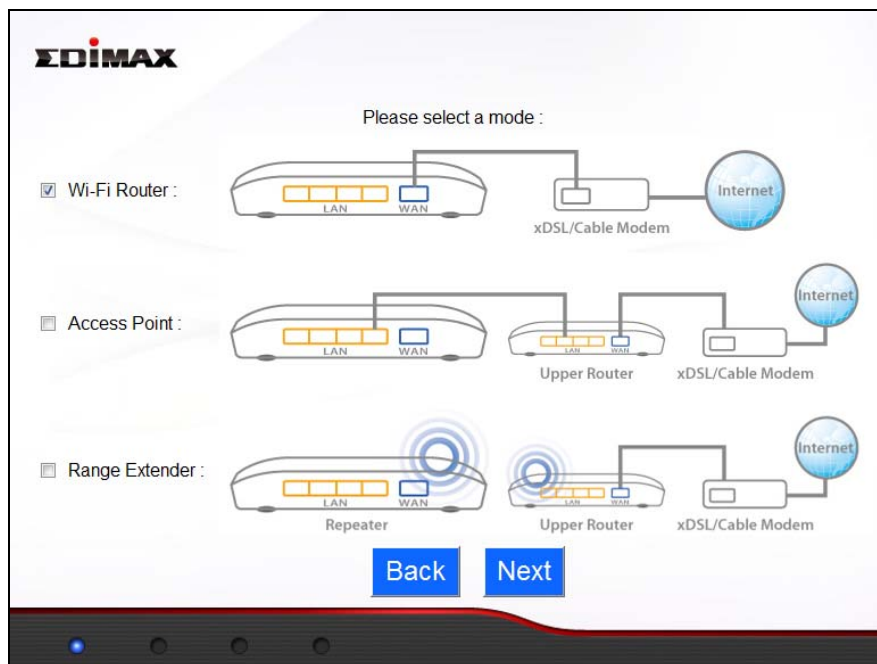 EDIMAX
Please select a mode :
Wi-Fi Router :
LAN WAN
xDSL/Cable Modem
Internet
Access Point :
LAN WAN
LAN WAN
Upper Router
xDSL/Cable Modem
Internet
Range Extender :
LAN WAN
Repeater
LAN WAN
Upper Router
xDSL/Cable Modem
Internet
Back Next